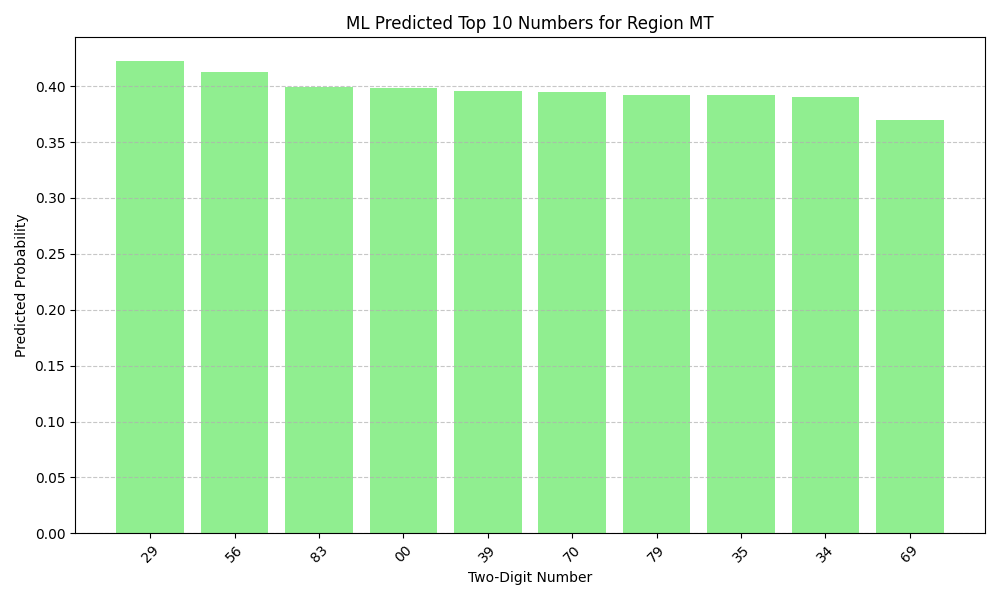 ML Predicted Top 10 Numbers for Region MT
Predicted Probability
0.40
0.35
0.30
0.25
0.20
0.15
0.10
0.05
0.00
29 56 83 00 39 70 79 35 34 69
Two-Digit Number